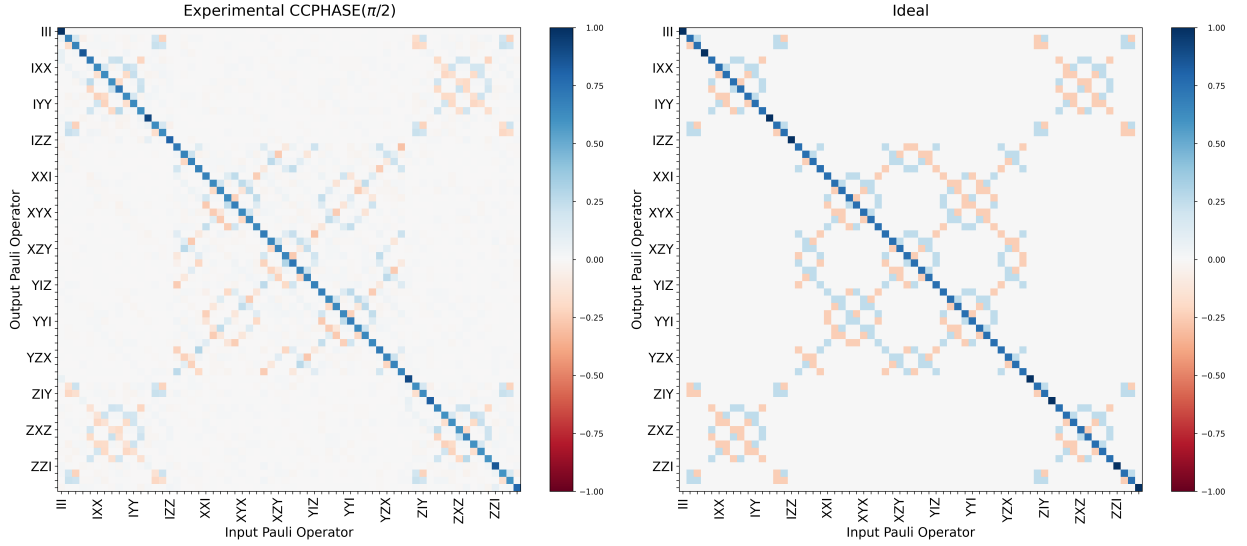 Experimental CCPHASE(π/2)
Output Pauli Operator
III
IXX
IYY
IZZ
XXI
XYX
XZY
YIZ
YYI
YZX
ZIY
ZXZ
ZZI
III
IXX
IYY
IZZ
XXI
XYX
XZY
YIZ
YYI
YZX
ZIY
ZXZ
ZZI
Input Pauli Operator
1.00
0.75
0.50
0.25
0.00
−0.25
−0.50
−0.75
−1.00
Ideal
Output Pauli Operator
III
IXX
IYY
IZZ
XXI
XYX
XZY
YIZ
YYI
YZX
ZIY
ZXZ
ZZI
III
IXX
IYY
IZZ
XXI
XYX
XZY
YIZ
YYI
YZX
ZIY
ZXZ
ZZI
Input Pauli Operator
1.00
0.75
0.50
0.25
0.00
−0.25
−0.50
−0.75
−1.00